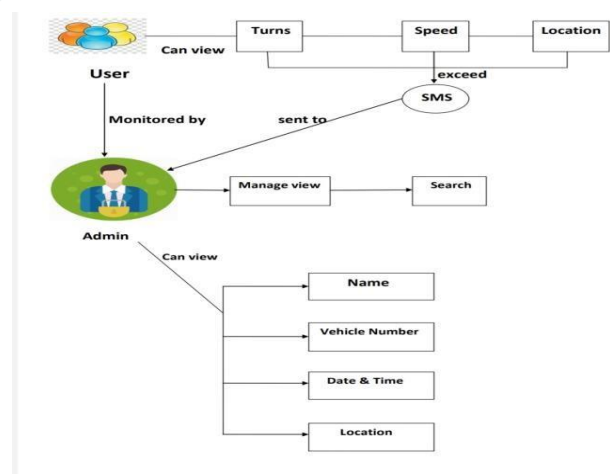 Turns
Speed
Location
Can view
User
exceed
SMS
Monitored by
sent to
Manage view
Search
Admin
Can view
Name
Vehicle Number
Date & Time
Location